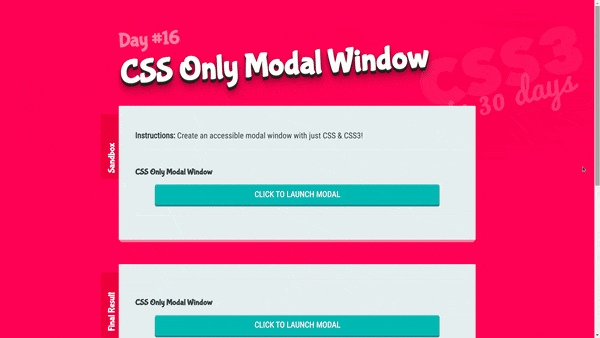 Day #16
CSS Only Modal Window
CSS3
in 30 days
Sandbox
Instructions: Create an accessible modal window with just CSS & CSS3!
CSS Only Modal Window
CLICK TO LAUNCH MODAL
Final Result
CSS Only Modal Window
CLICK TO LAUNCH MODAL